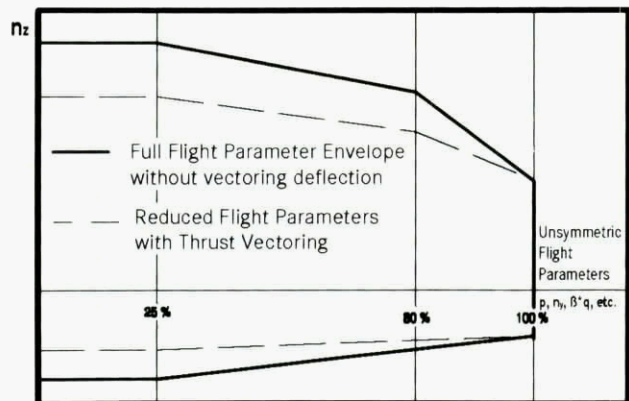 nz
Full Flight Parameter Envelope
without vectoring deflection
Reduced Flight Parameters
with Thrust Vectoring
Unsymmetric
Flight
Parameters
p, ny, β*q, etc.
25 %
80 %
100 %